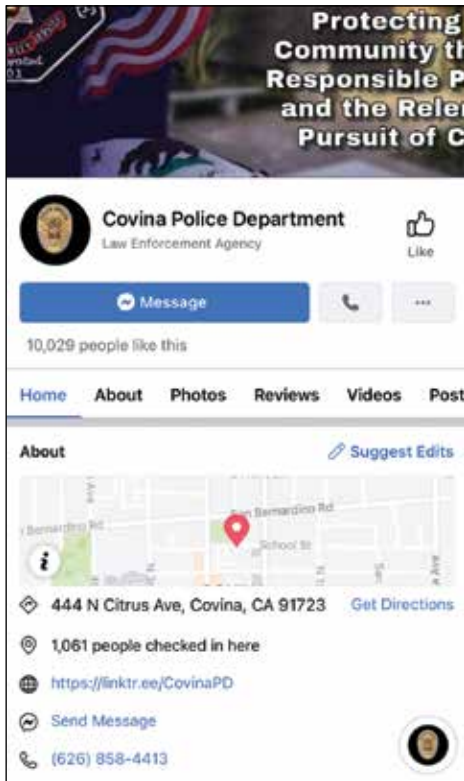 Protecting
Community th
Responsible P
and the Relen
Pursuit of C
01
Covina Police Department
Law Enforcement Agency
Like
Message
10,029 people like this
Home About Photos Reviews Videos Post
About
Suggest Edits
San Bernardino Rd
Bernardino Rd
School St
444 N Citrus Ave, Covina, CA 91723 Get Directions
1,061 people checked in here
https://linktr.ee/CovinaPD
Send Message
(626) 858-4413